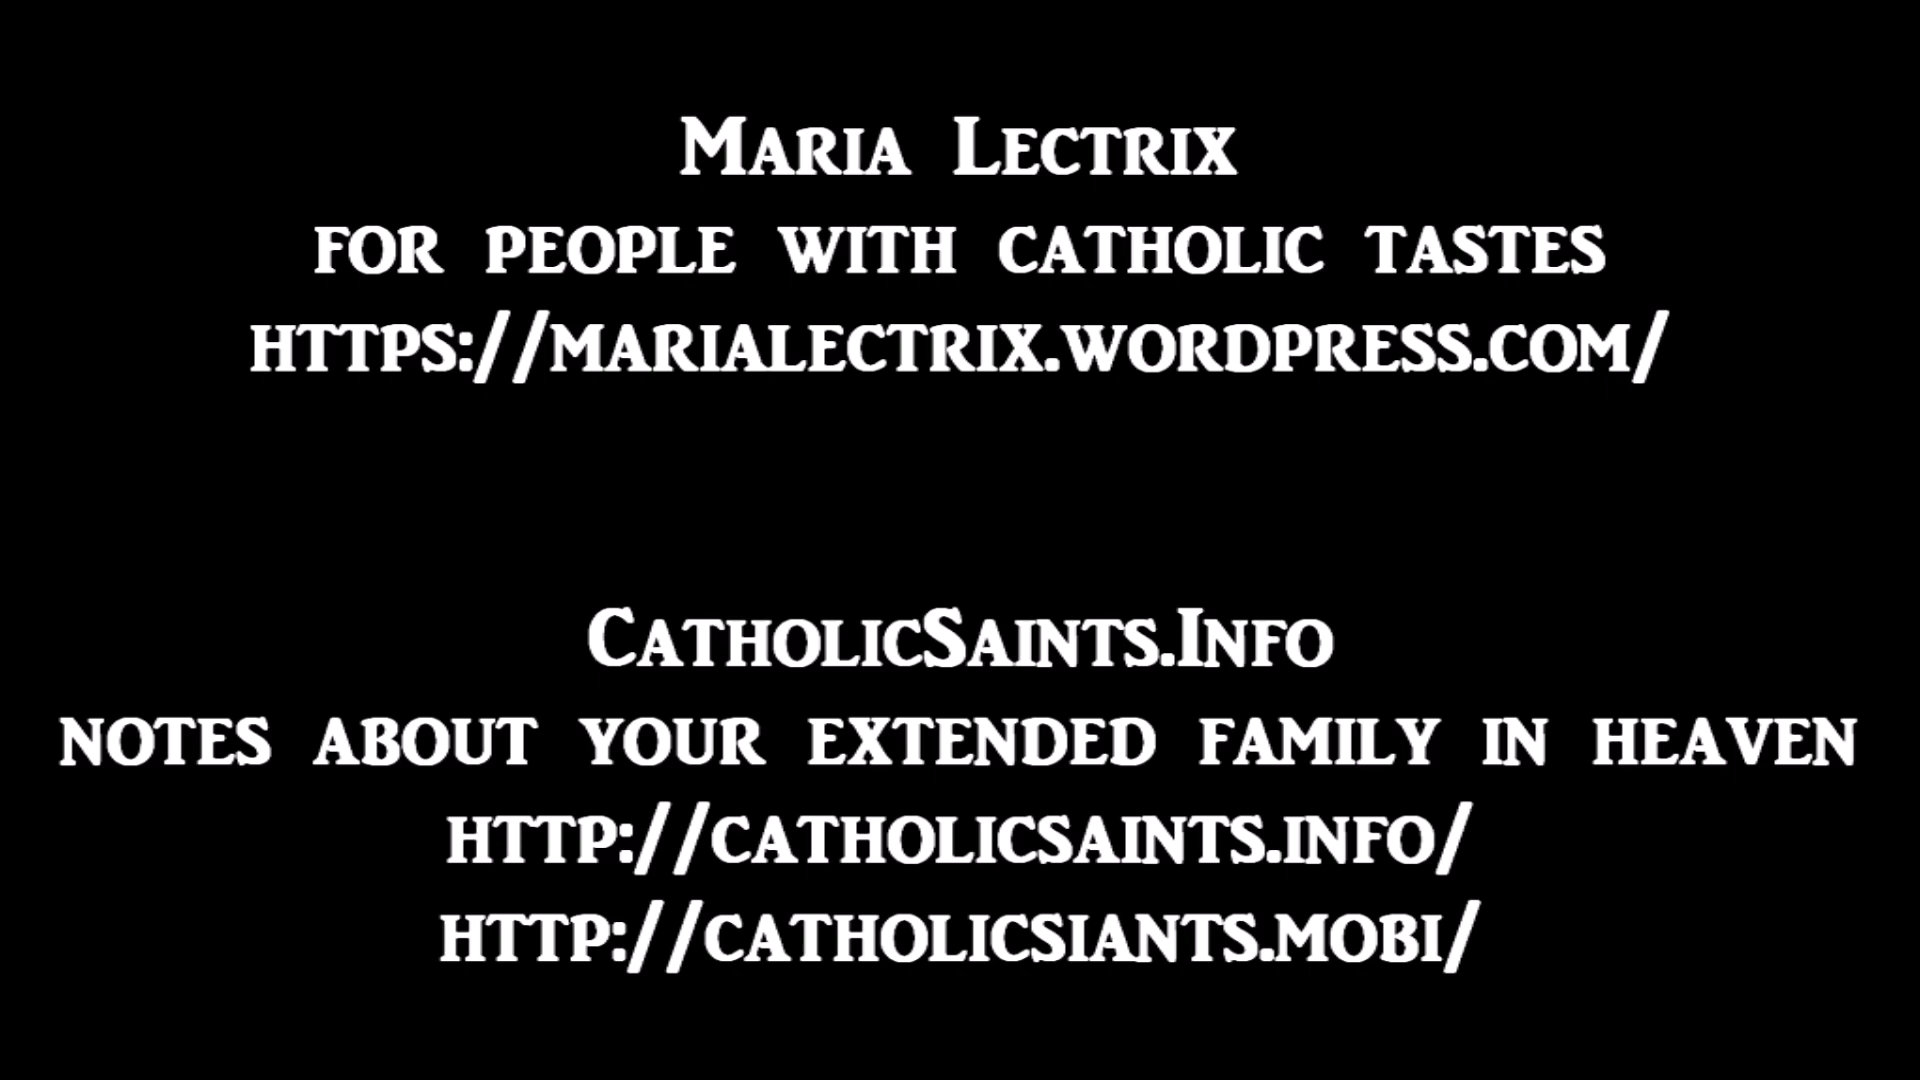 Maria Lectrix
for people with catholic tastes
https://marialectrix.wordpress.com/
CatholicSaints.Info
notes about your extended family in heaven
http://catholicsaints.info/
http://catholicsiants.mobi/